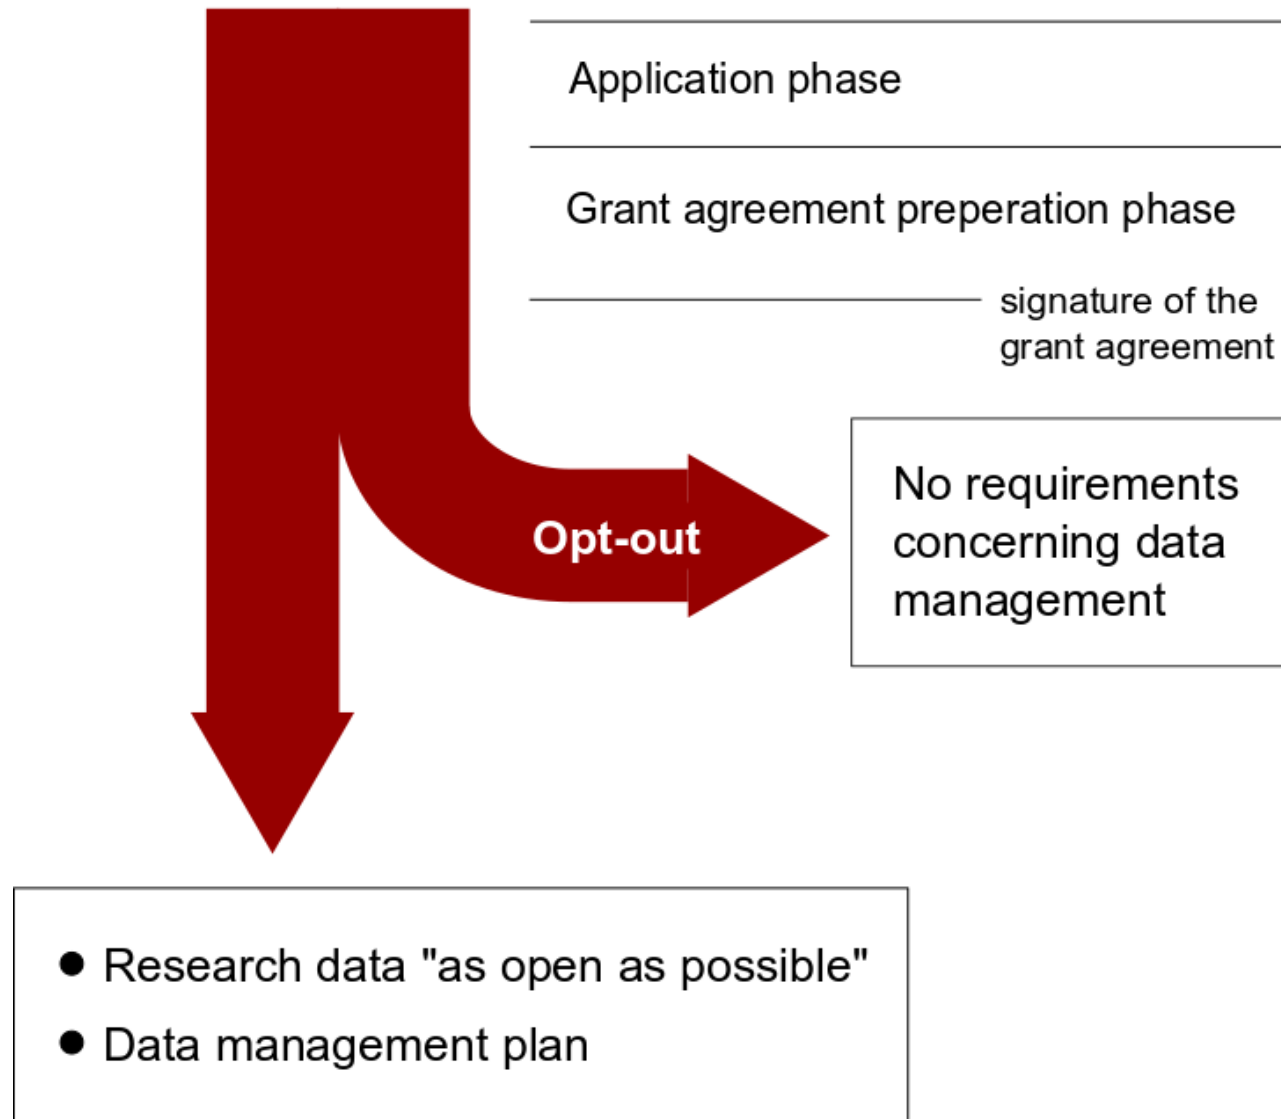 Application phase
Grant agreement preperation phase
signature of the
grant agreement
No requirements
concerning data
management
Opt-out
● Research data "as open as possible"
● Data management plan